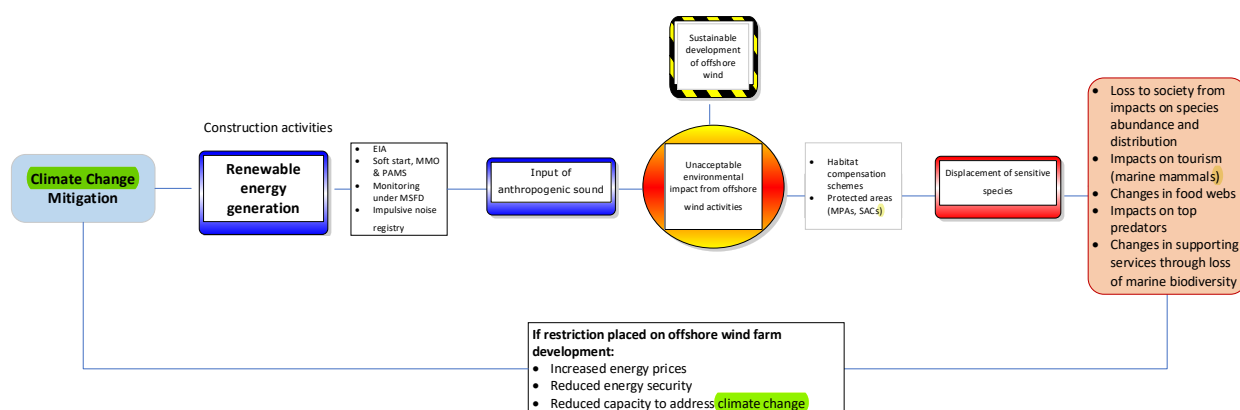 Sustainable
development
of offshore
wind
Construction activities
Climate Change
Mitigation
Renewable
energy
generation
• EIA
• Soft start, MMO
& PAMS
• Monitoring
under MSFD
• Impulsive noise
registry
Input of
anthropogenic sound
Unacceptable
environmental
impact from offshore
wind activities
• Habitat
compensation
schemes
• Protected areas
(MPAs, SACs)
Displacement of sensitive
species
• Loss to society from
impacts on species
abundance and
distribution
• Impacts on tourism
(marine mammals)
• Changes in food webs
• Impacts on top
predators
• Changes in supporting
services through loss
of marine biodiversity
If restriction placed on offshore wind farm
development:
• Increased energy prices
• Reduced energy security
• Reduced capacity to address climate change